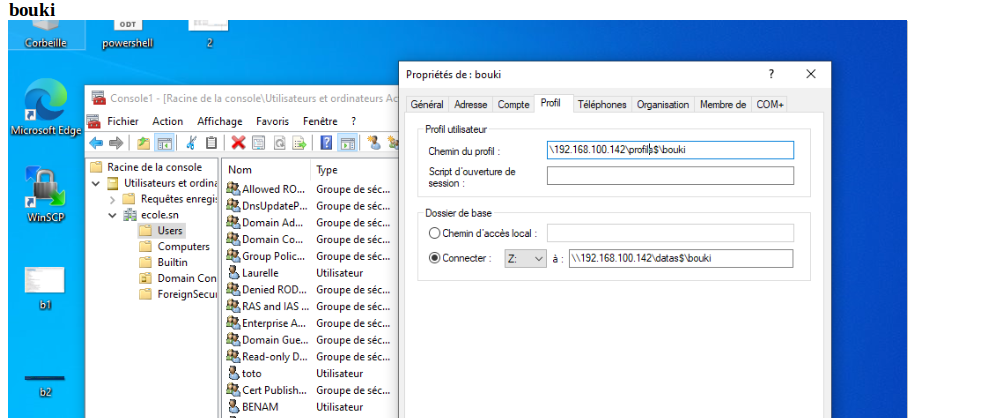 bouki
Corbeille
powershell
2
ODT
Microsoft Edge
WinSCP
b1
b2
Console1 - [Racine de la console\Utilisateurs et ordinateurs Ac
Fichier Action Affichage Favoris Fenêtre ?
Racine de la console
Utilisateurs et ordina
Requêtes enregi
ecole.sn
Users
Computers
Builtin
Domain Con
ForeignSecur
Nom Type
Allowed RO... Groupe de séc...
DnsUpdateP... Groupe de séc...
Domain Ad... Groupe de séc...
Domain Co... Groupe de séc...
Group Polic... Groupe de séc...
Laurelle Utilisateur
Denied ROD... Groupe de séc...
RAS and IAS ... Groupe de séc...
Enterprise A... Groupe de séc...
Domain Gue... Groupe de séc...
Read-only D... Groupe de séc...
toto Utilisateur
Cert Publish... Groupe de séc...
BENAM Utilisateur
Propriétés de : bouki ?
Général Adresse Compte Profil Téléphones Organisation Membre de COM+
Profil utilisateur
Chemin du profil : \192.168.100.142\profils$\bouki
Script d'ouverture de
session :
Dossier de base
Chemin d'accès local :
Connecter : Z: à : \\192.168.100.142\datas$\bouki